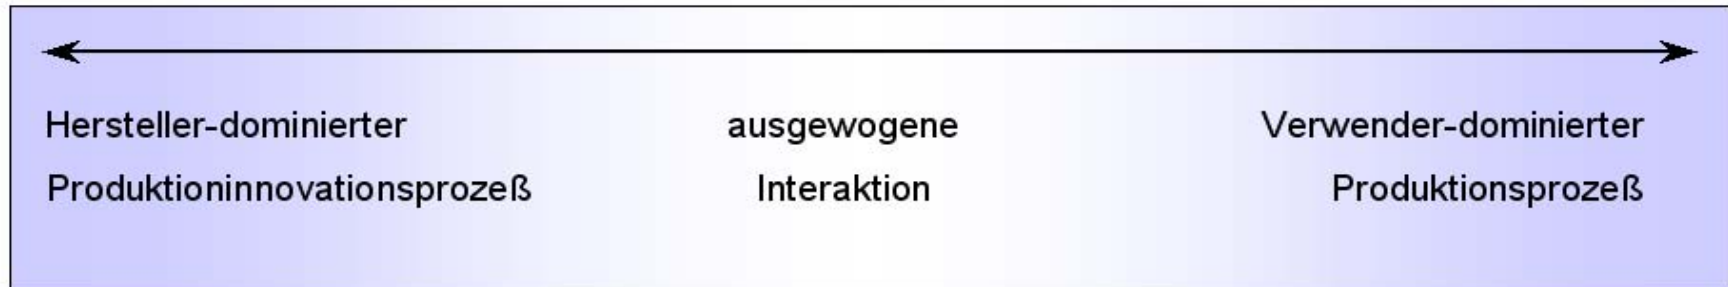 Hersteller-dominierter
Produktioninnovationsprozeß
ausgewogene
Interaktion
Verwender-dominierter
Produktionsprozeß